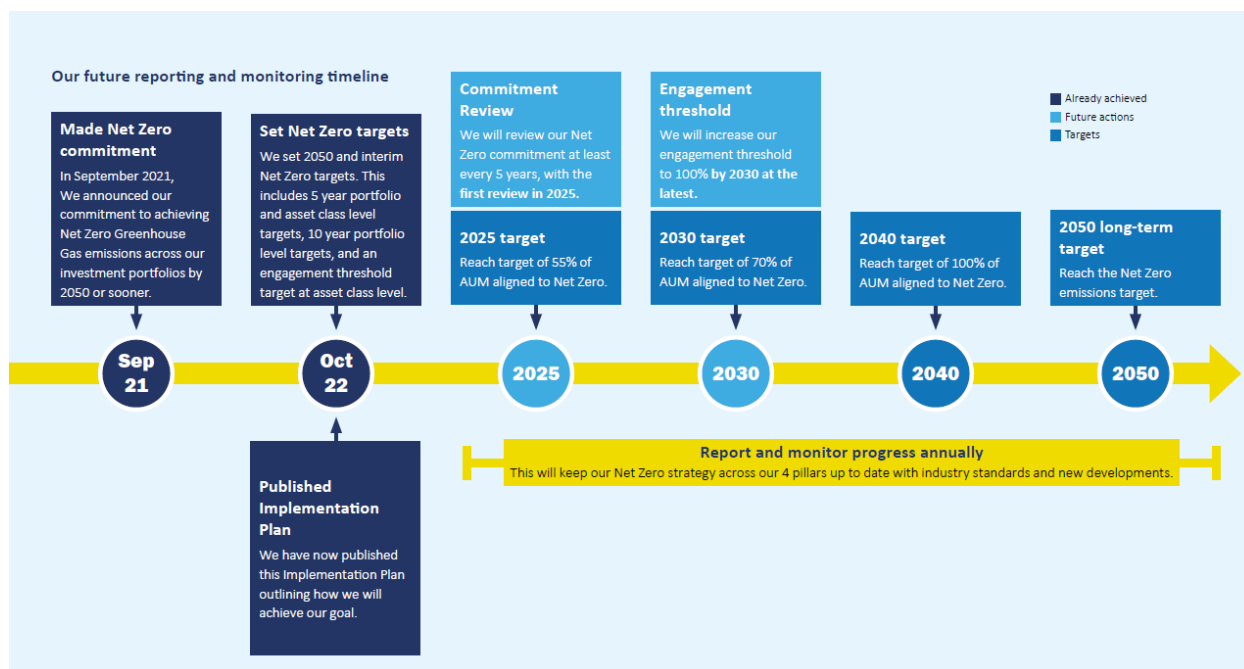 Our future reporting and monitoring timeline
Already achieved
Future actions
Targets
Made Net Zero
commitment
In September 2021,
We announced our
commitment to achieving
Net Zero Greenhouse
Gas emissions across our
investment portfolios by
2050 or sooner.
Set Net Zero targets
We set 2050 and interim
Net Zero targets. This
includes 5 year portfolio
and asset class level
targets, 10 year portfolio
level targets, and an
engagement threshold
target at asset class level.
Commitment
Review
We will review our Net
Zero commitment at least
every 5 years, with the
first review in 2025.
2025 target
Reach target of 55% of
AUM aligned to Net Zero.
Engagement
threshold
We will increase our
engagement threshold
to 100% by 2030 at the
latest.
2030 target
Reach target of 70% of
AUM aligned to Net Zero.
2040 target
Reach target of 100% of
AUM aligned to Net Zero.
2050 long-term
target
Reach the Net Zero
emissions target.
Sep
21
Oct
22
2025
2030
2040
2050
Published
Implementation
Plan
We have now published
this Implementation Plan
outlining how we will
achieve our goal.
Report and monitor progress annually
This will keep our Net Zero strategy across our 4 pillars up to date with industry standards and new developments.